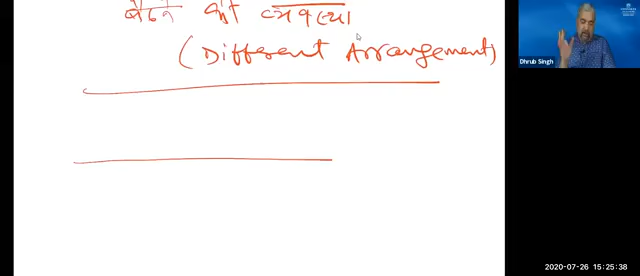 बैठने की व्यवस्था
(Different Arrangement)
Dhrub Singh
2020-07-26 15:25:38